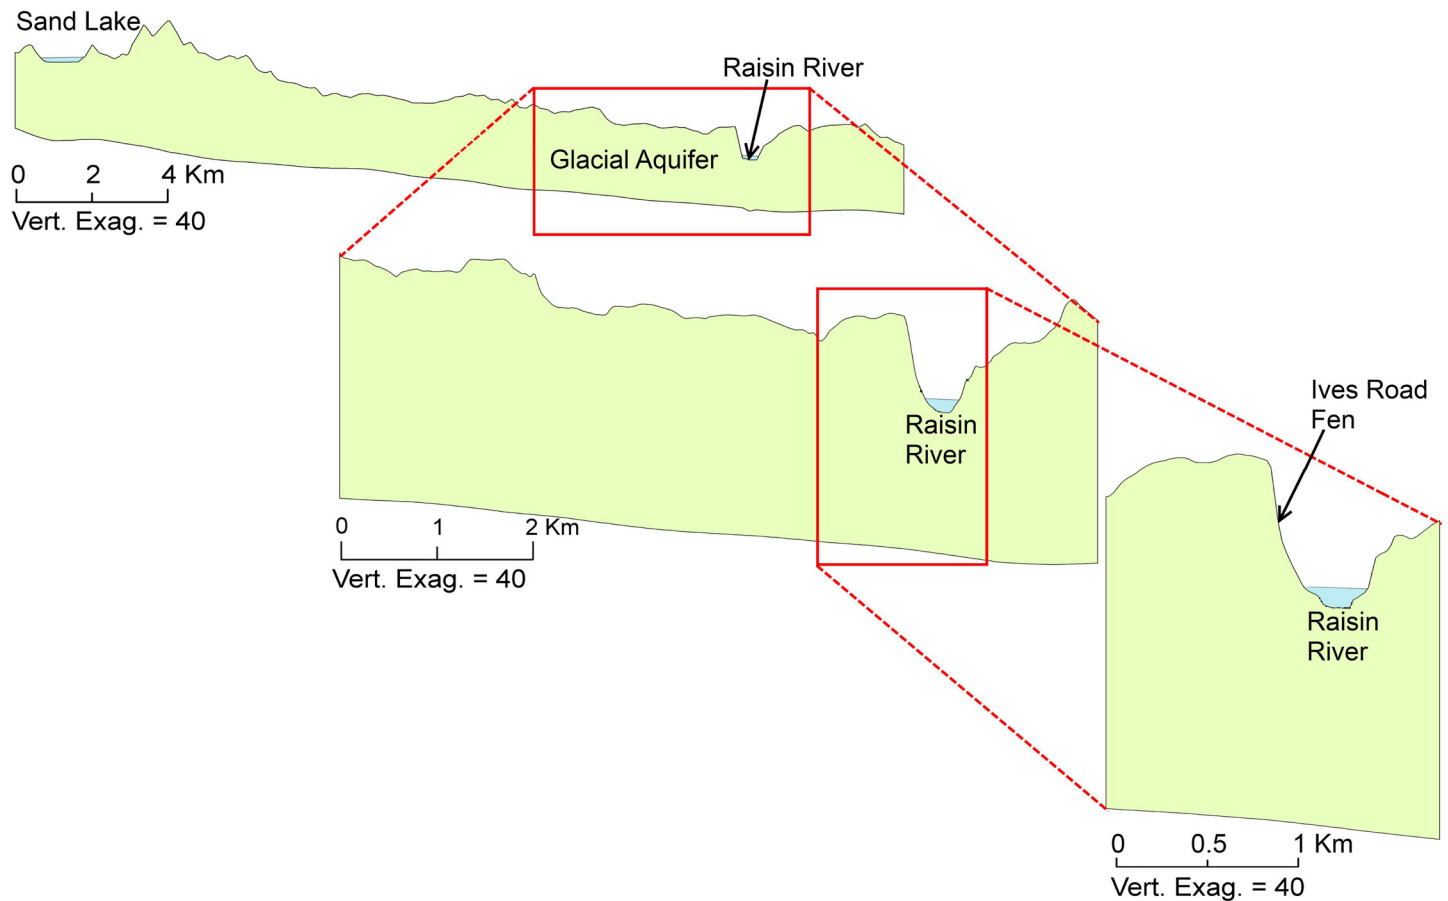 Sand Lake
Raisin River
Glacial Aquifer
0 2 4 Km
Vert. Exag. = 40
Raisin
River
0 1 2 Km
Vert. Exag. = 40
Ives Road
Fen
Raisin
River
0 0.5 1 Km
Vert. Exag. = 40